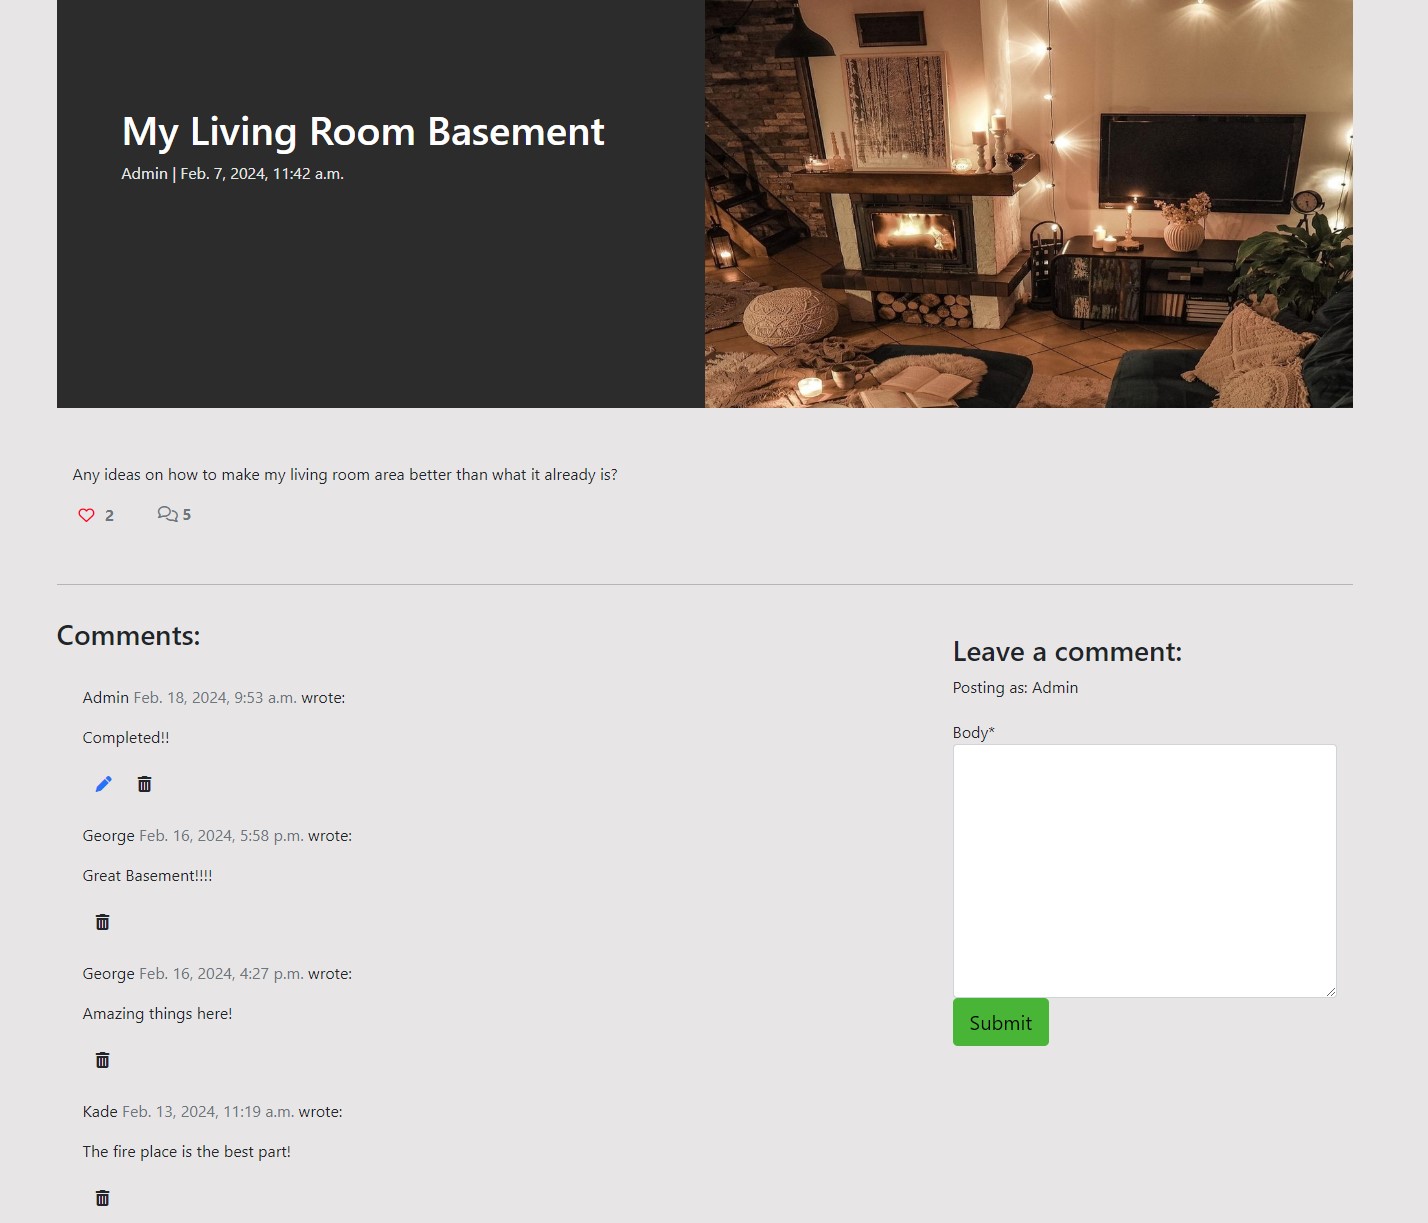 My Living Room Basement
Admin | Feb. 7, 2024, 11:42 a.m.
Any ideas on how to make my living room area better than what it already is?
2 5
Comments:
Admin Feb. 18, 2024, 9:53 a.m. wrote:
Completed!!
George Feb. 16, 2024, 5:58 p.m. wrote:
Great Basement!!!!
George Feb. 16, 2024, 4:27 p.m. wrote:
Amazing things here!
Kade Feb. 13, 2024, 11:19 a.m. wrote:
The fire place is the best part!
Leave a comment:
Posting as: Admin
Body*
Submit